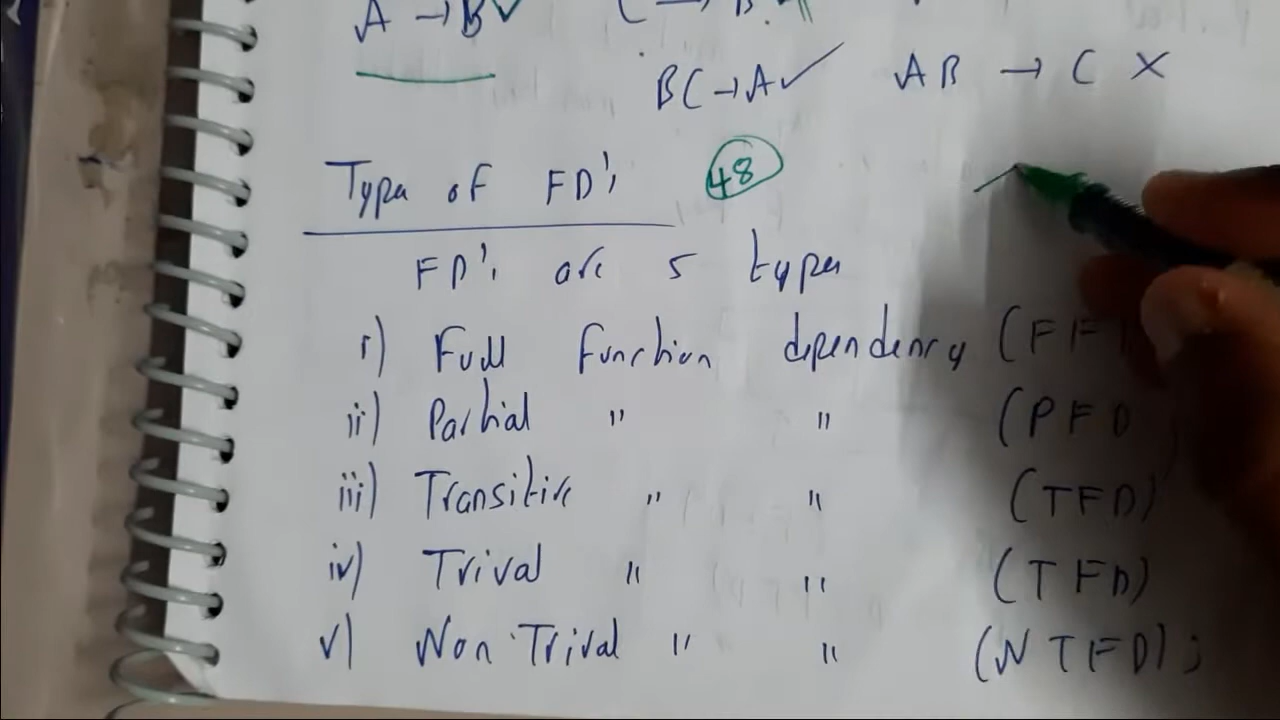 A → B ✓ C → B
BC → A ✓ AB → C ×
Types of FD's 48
FD's are 5 types
i) Full function dependency (FF
ii) Partial " " (PFD
iii) Transitive " " (TFD)
iv) Trival " " (TFD)
v) Non Trival " " (NTFD);